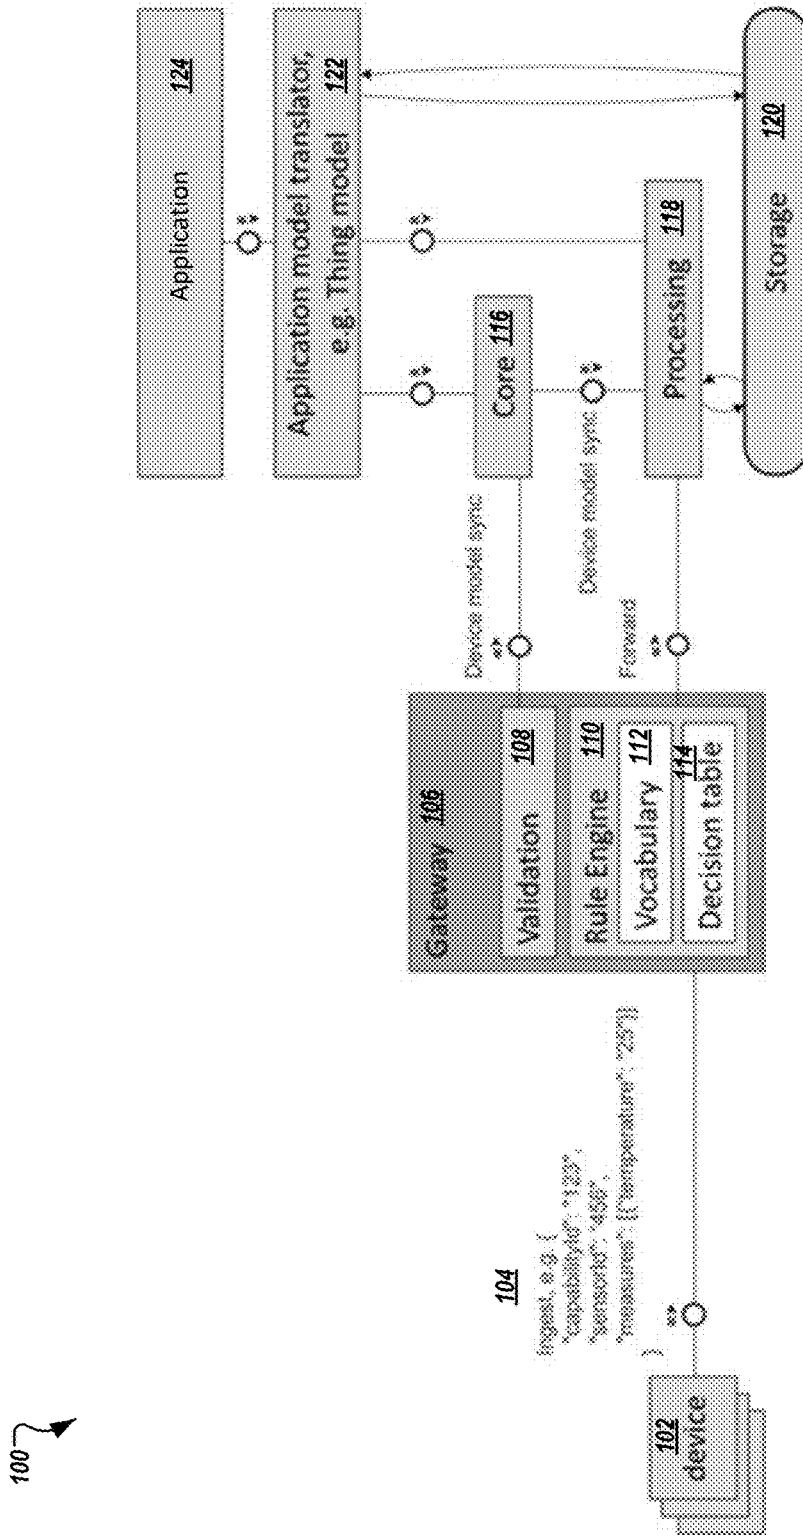 100
Application
124
Application model translator,
e.g. Thing model
122
Core
116
Device model sync
Device model sync
Processing
118
Forward
Storage
120
Gateway
106
Validation
108
Rule Engine
110
Vocabulary
112
Decision table
114
104
Ingest, e.g. {
"capabilityId": "123",
"sensorId": "456",
"measures": [{"temperature": "25"}]
}
102
device